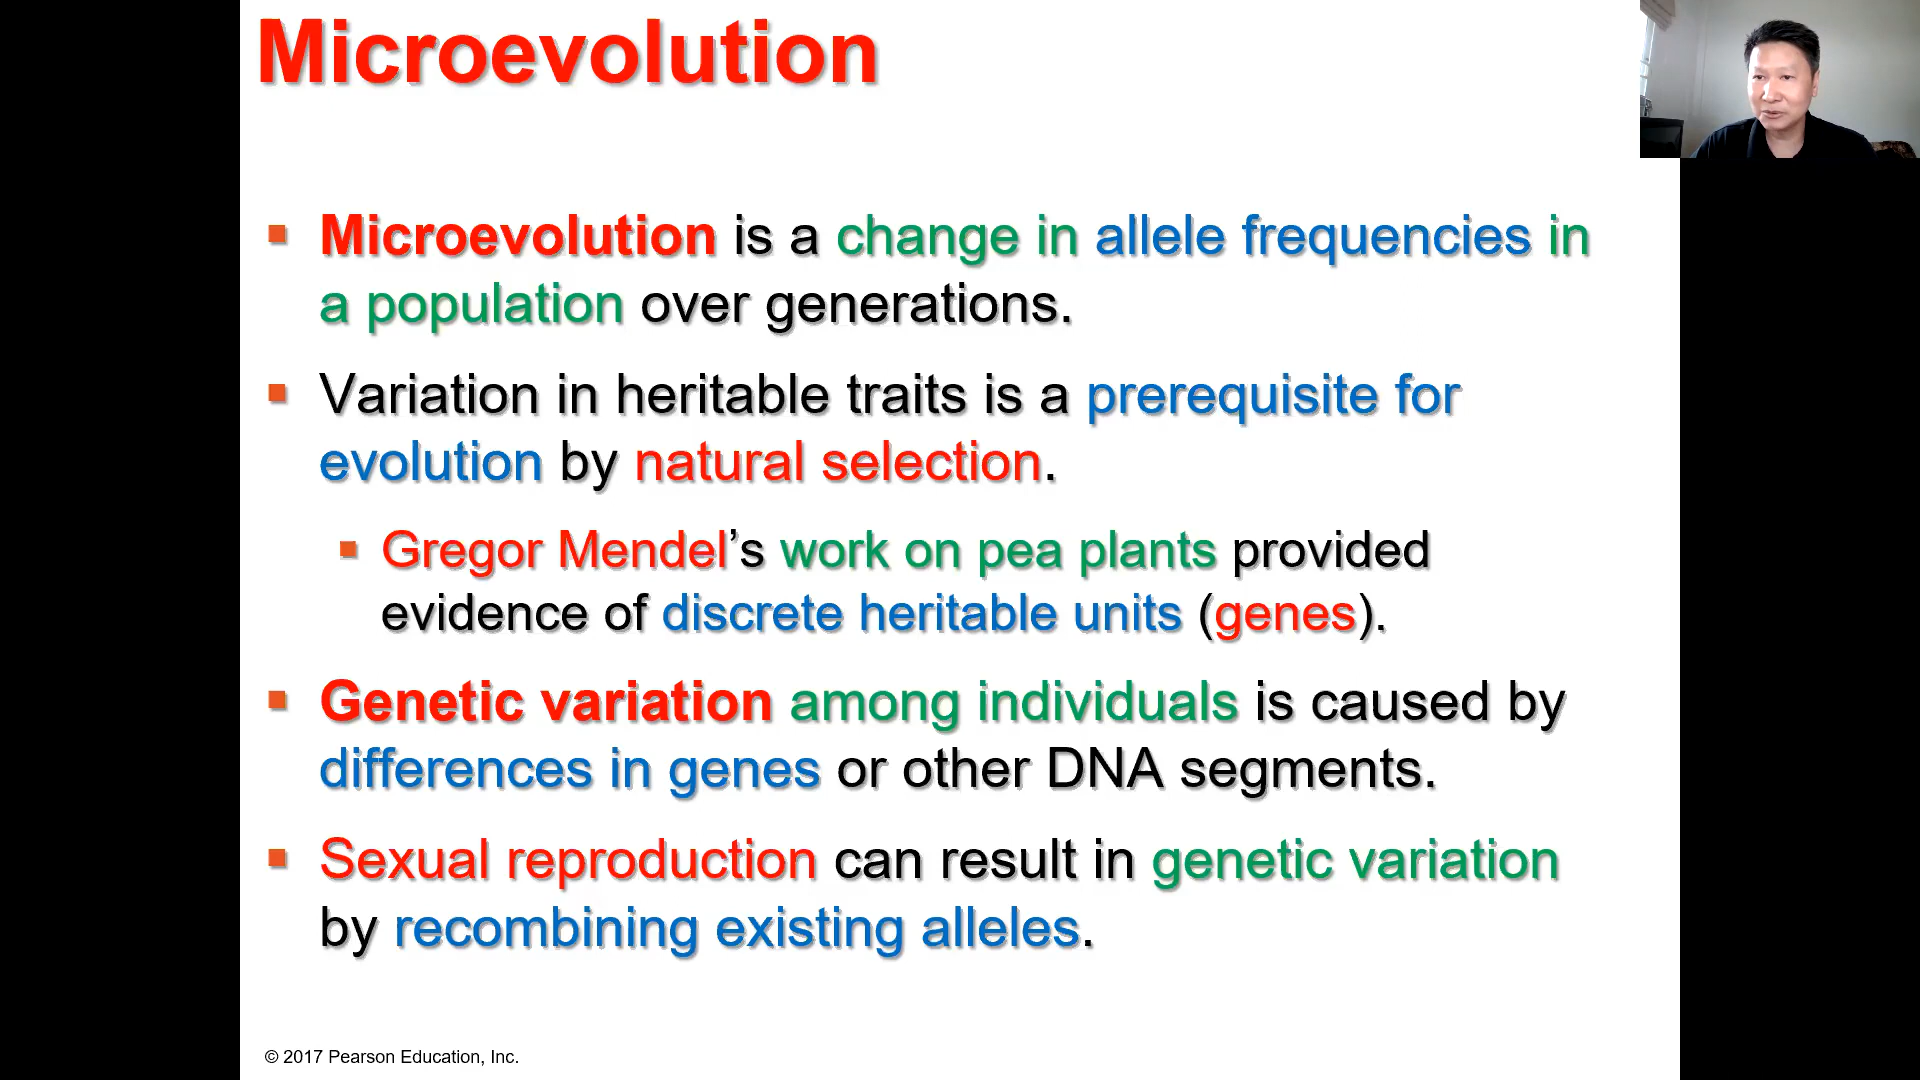 Microevolution
▪ Microevolution is a change in allele frequencies in
a population over generations.
▪ Variation in heritable traits is a prerequisite for
evolution by natural selection.
▪ Gregor Mendel’s work on pea plants provided
evidence of discrete heritable units (genes).
▪ Genetic variation among individuals is caused by
differences in genes or other DNA segments.
▪ Sexual reproduction can result in genetic variation
by recombining existing alleles.
© 2017 Pearson Education, Inc.